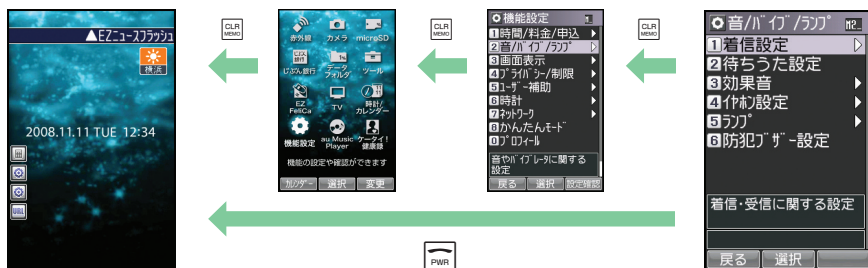 ▲EZニュースフラッシュ
横浜
2008.11.11 TUE 12:34
URL
CLR
MEMO
赤外線 カメラ microSD
じぶん銀行 データフォルダ ツール
EZ FeliCa TV 時計/カレンダー
機能設定 au Music Player ケータイ!健康録
機能の設定や確認ができます
カレンダー 選択 変更
CLR
MEMO
機能設定
1時間/料金/申込
2音/バイブ/ランプ
3画面表示
4プライバシー/制限
5ユーザー補助
6時計
7ネットワーク
8かんたんモード
0プロフィール
音やバイブレータに関する
設定
戻る 選択 設定確認
CLR
MEMO
音/バイブ/ランプ M2
1着信設定
2待ちうた設定
3効果音
4イヤホン設定
5ランプ
6防犯ブザー設定
着信・受信に関する設定
戻る 選択
PWR